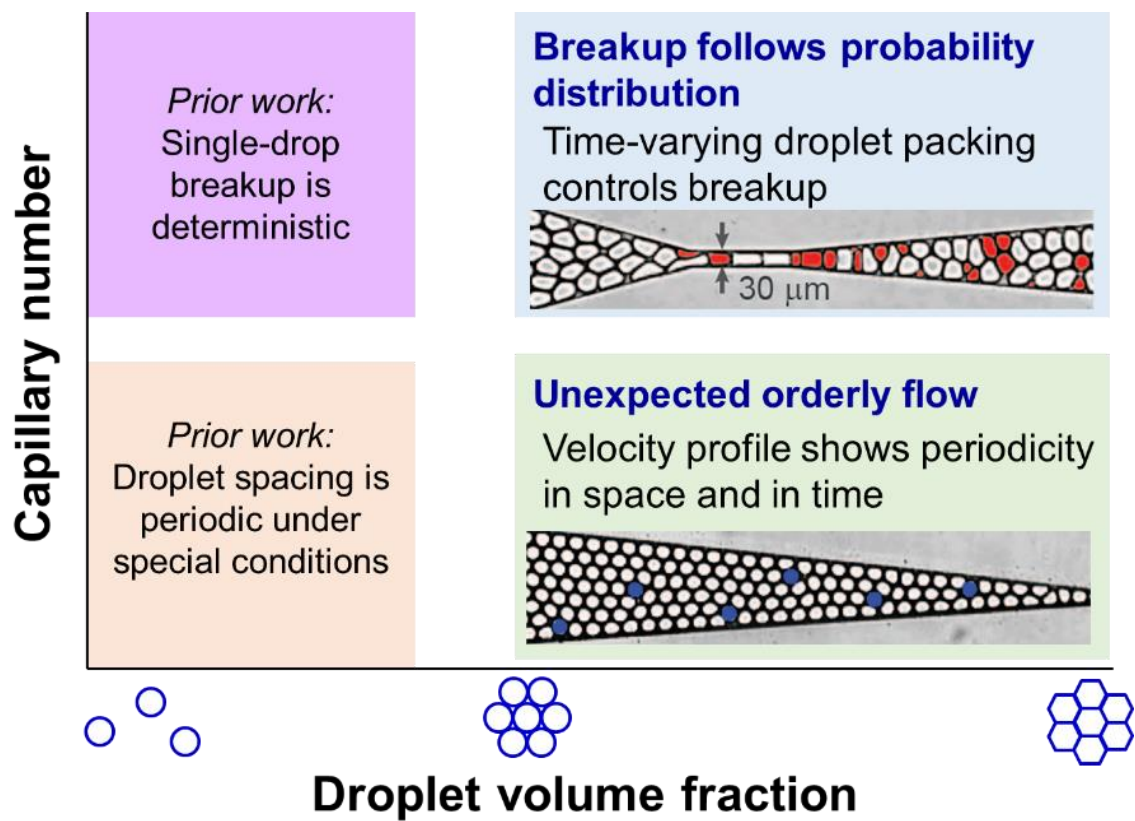 Capillary number
Prior work:
Single-drop
breakup is
deterministic
Breakup follows probability
distribution
Time-varying droplet packing
controls breakup
30 μm
Prior work:
Droplet spacing is
periodic under
special conditions
Unexpected orderly flow
Velocity profile shows periodicity
in space and in time
Droplet volume fraction